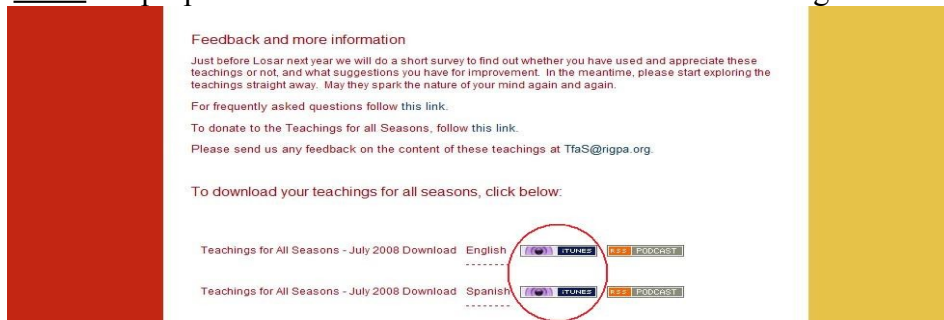 Feedback and more information
Just before Losar next year we will do a short survey to find out whether you have used and appreciate these
teachings or not, and what suggestions you have for improvement. In the meantime, please start exploring the
teachings straight away. May they spark the nature of your mind again and again.
For frequently asked questions follow this link.
To donate to the Teachings for all Seasons, follow this link.
Please send us any feedback on the content of these teachings at TfaS@rigpa.org.
To download your teachings for all seasons, click below:
Teachings for All Seasons - July 2008 Download English iTUNES RSS PODCAST
Teachings for All Seasons - July 2008 Download Spanish iTUNES RSS PODCAST